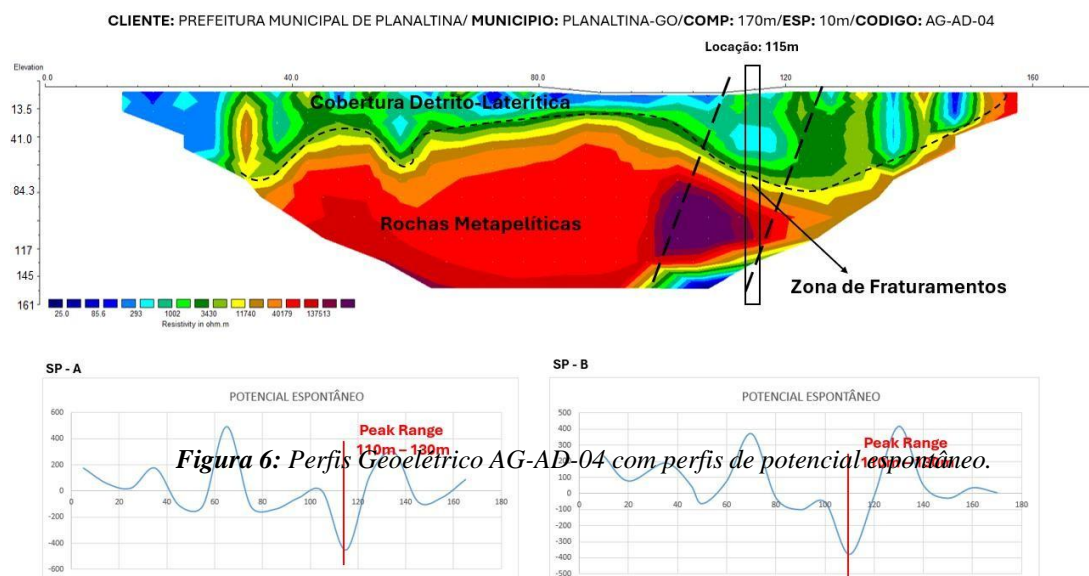 CLIENTE: PREFEITURA MUNICIPAL DE PLANALTINA/ MUNICIPIO: PLANALTINA-GO/COMP: 170m/ESP: 10m/CODIGO: AG-AD-04
Locação: 115m
Elevation
0.0 40.0 80.0 120 160
Cobertura Detrito-Laterítica
13.5
41.0
84.3
Rochas Metapelíticas
117
145
161
Zona de Fraturamentos
25.0 85.6 293 1002 3430 11740 40179 137513
Resistivity in ohm.m
SP - A
POTENCIAL ESPONTÂNEO
600
400
200
0
-200
-400
-600
0 20 40 60 80 100 120 140 160 180
Peak Range
110m – 130m
SP - B
POTENCIAL ESPONTÂNEO
500
400
300
200
100
0
-100
-200
-300
-400
-500
0 20 40 60 80 100 120 140 160 180
Peak Range
Figura 6: Perfis Geoelétrico AG-AD-04 com perfis de potencial espontâneo.